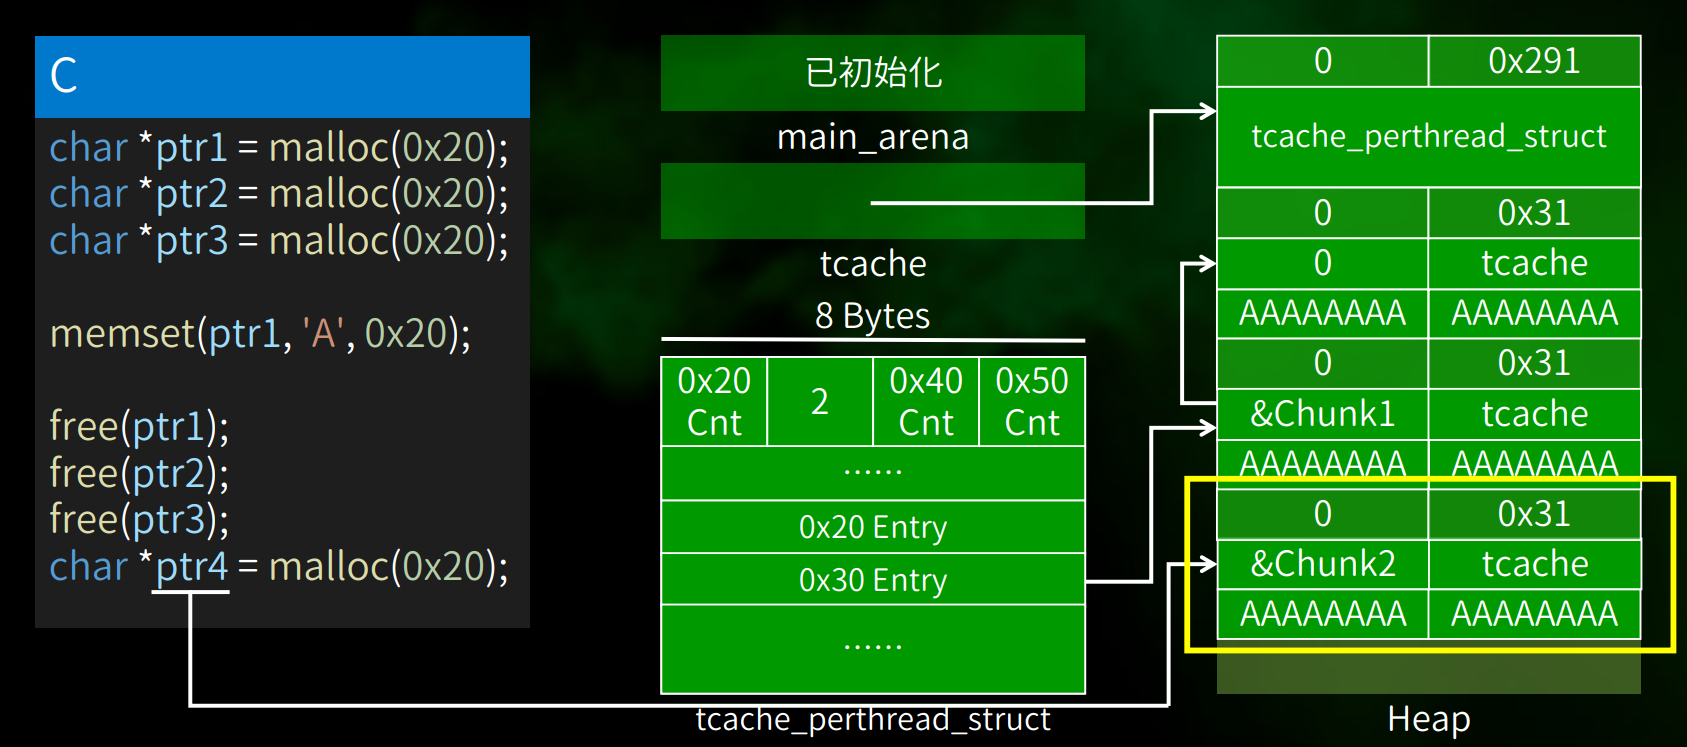 C
char *ptr1 = malloc(0x20);
char *ptr2 = malloc(0x20);
char *ptr3 = malloc(0x20);
memset(ptr1, 'A', 0x20);
free(ptr1);
free(ptr2);
free(ptr3);
char *ptr4 = malloc(0x20);
已初始化
main_arena
tcache
8 Bytes
0x20 Cnt
2
0x40 Cnt
0x50 Cnt
......
0x20 Entry
0x30 Entry
......
tcache_perthread_struct
0 0x291
tcache_perthread_struct
0 0x31
0 tcache
AAAAAAAA AAAAAAAA
0 0x31
&Chunk1 tcache
AAAAAAAA AAAAAAAA
0 0x31
&Chunk2 tcache
AAAAAAAA AAAAAAAA
Heap